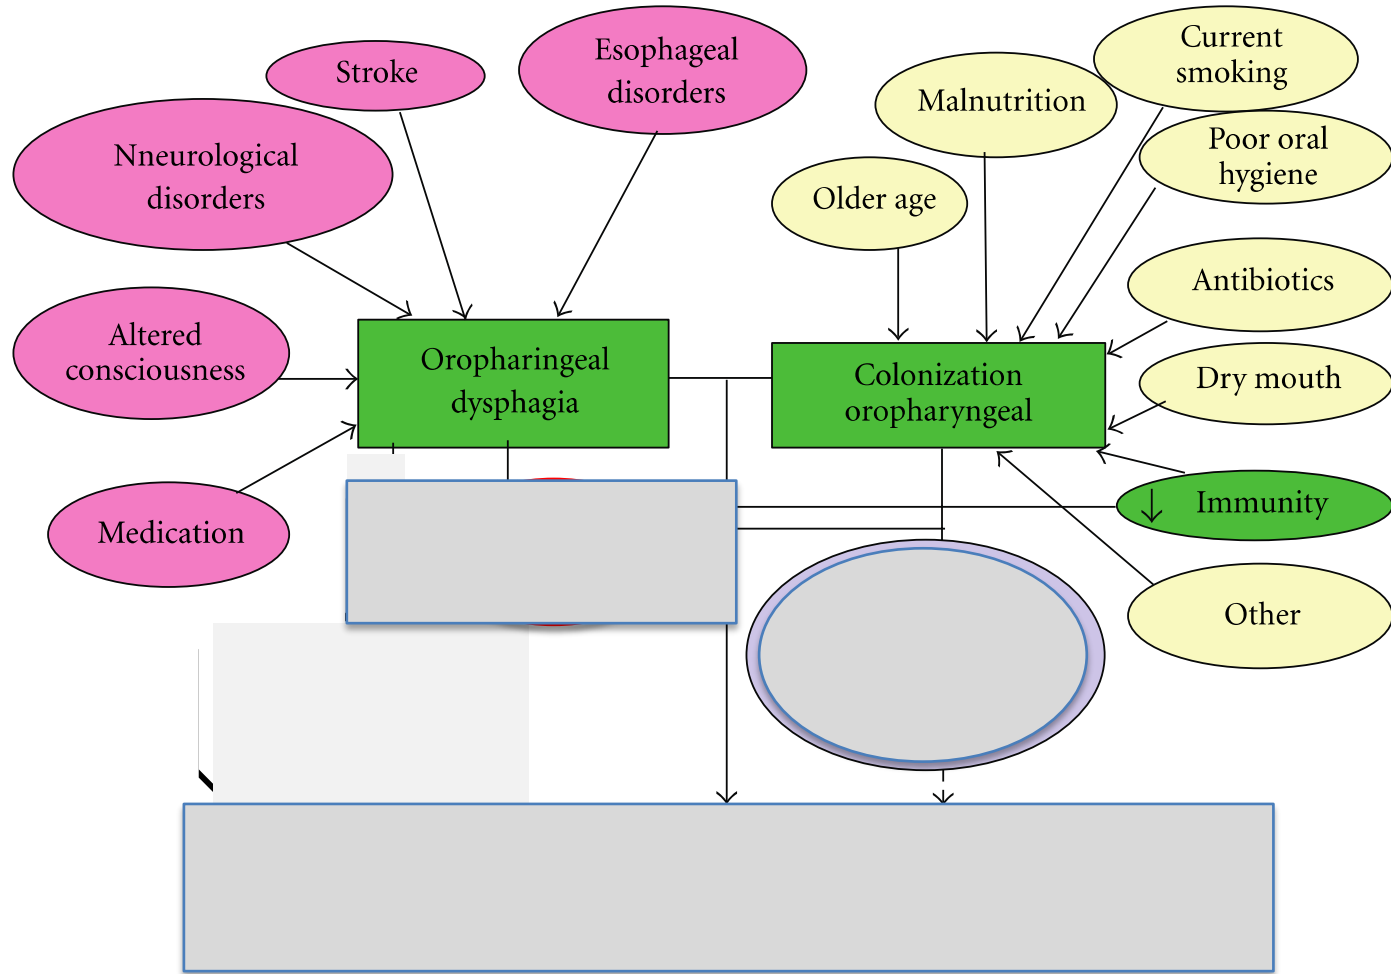 Esophageal
disorders
Stroke
Nneurological
disorders
Altered
consciousness
Medication
Oropharingeal
dysphagia
Current
smoking
Malnutrition
Poor oral
hygiene
Older age
Antibiotics
Dry mouth
Colonization
oropharyngeal
↓ Immunity
Other